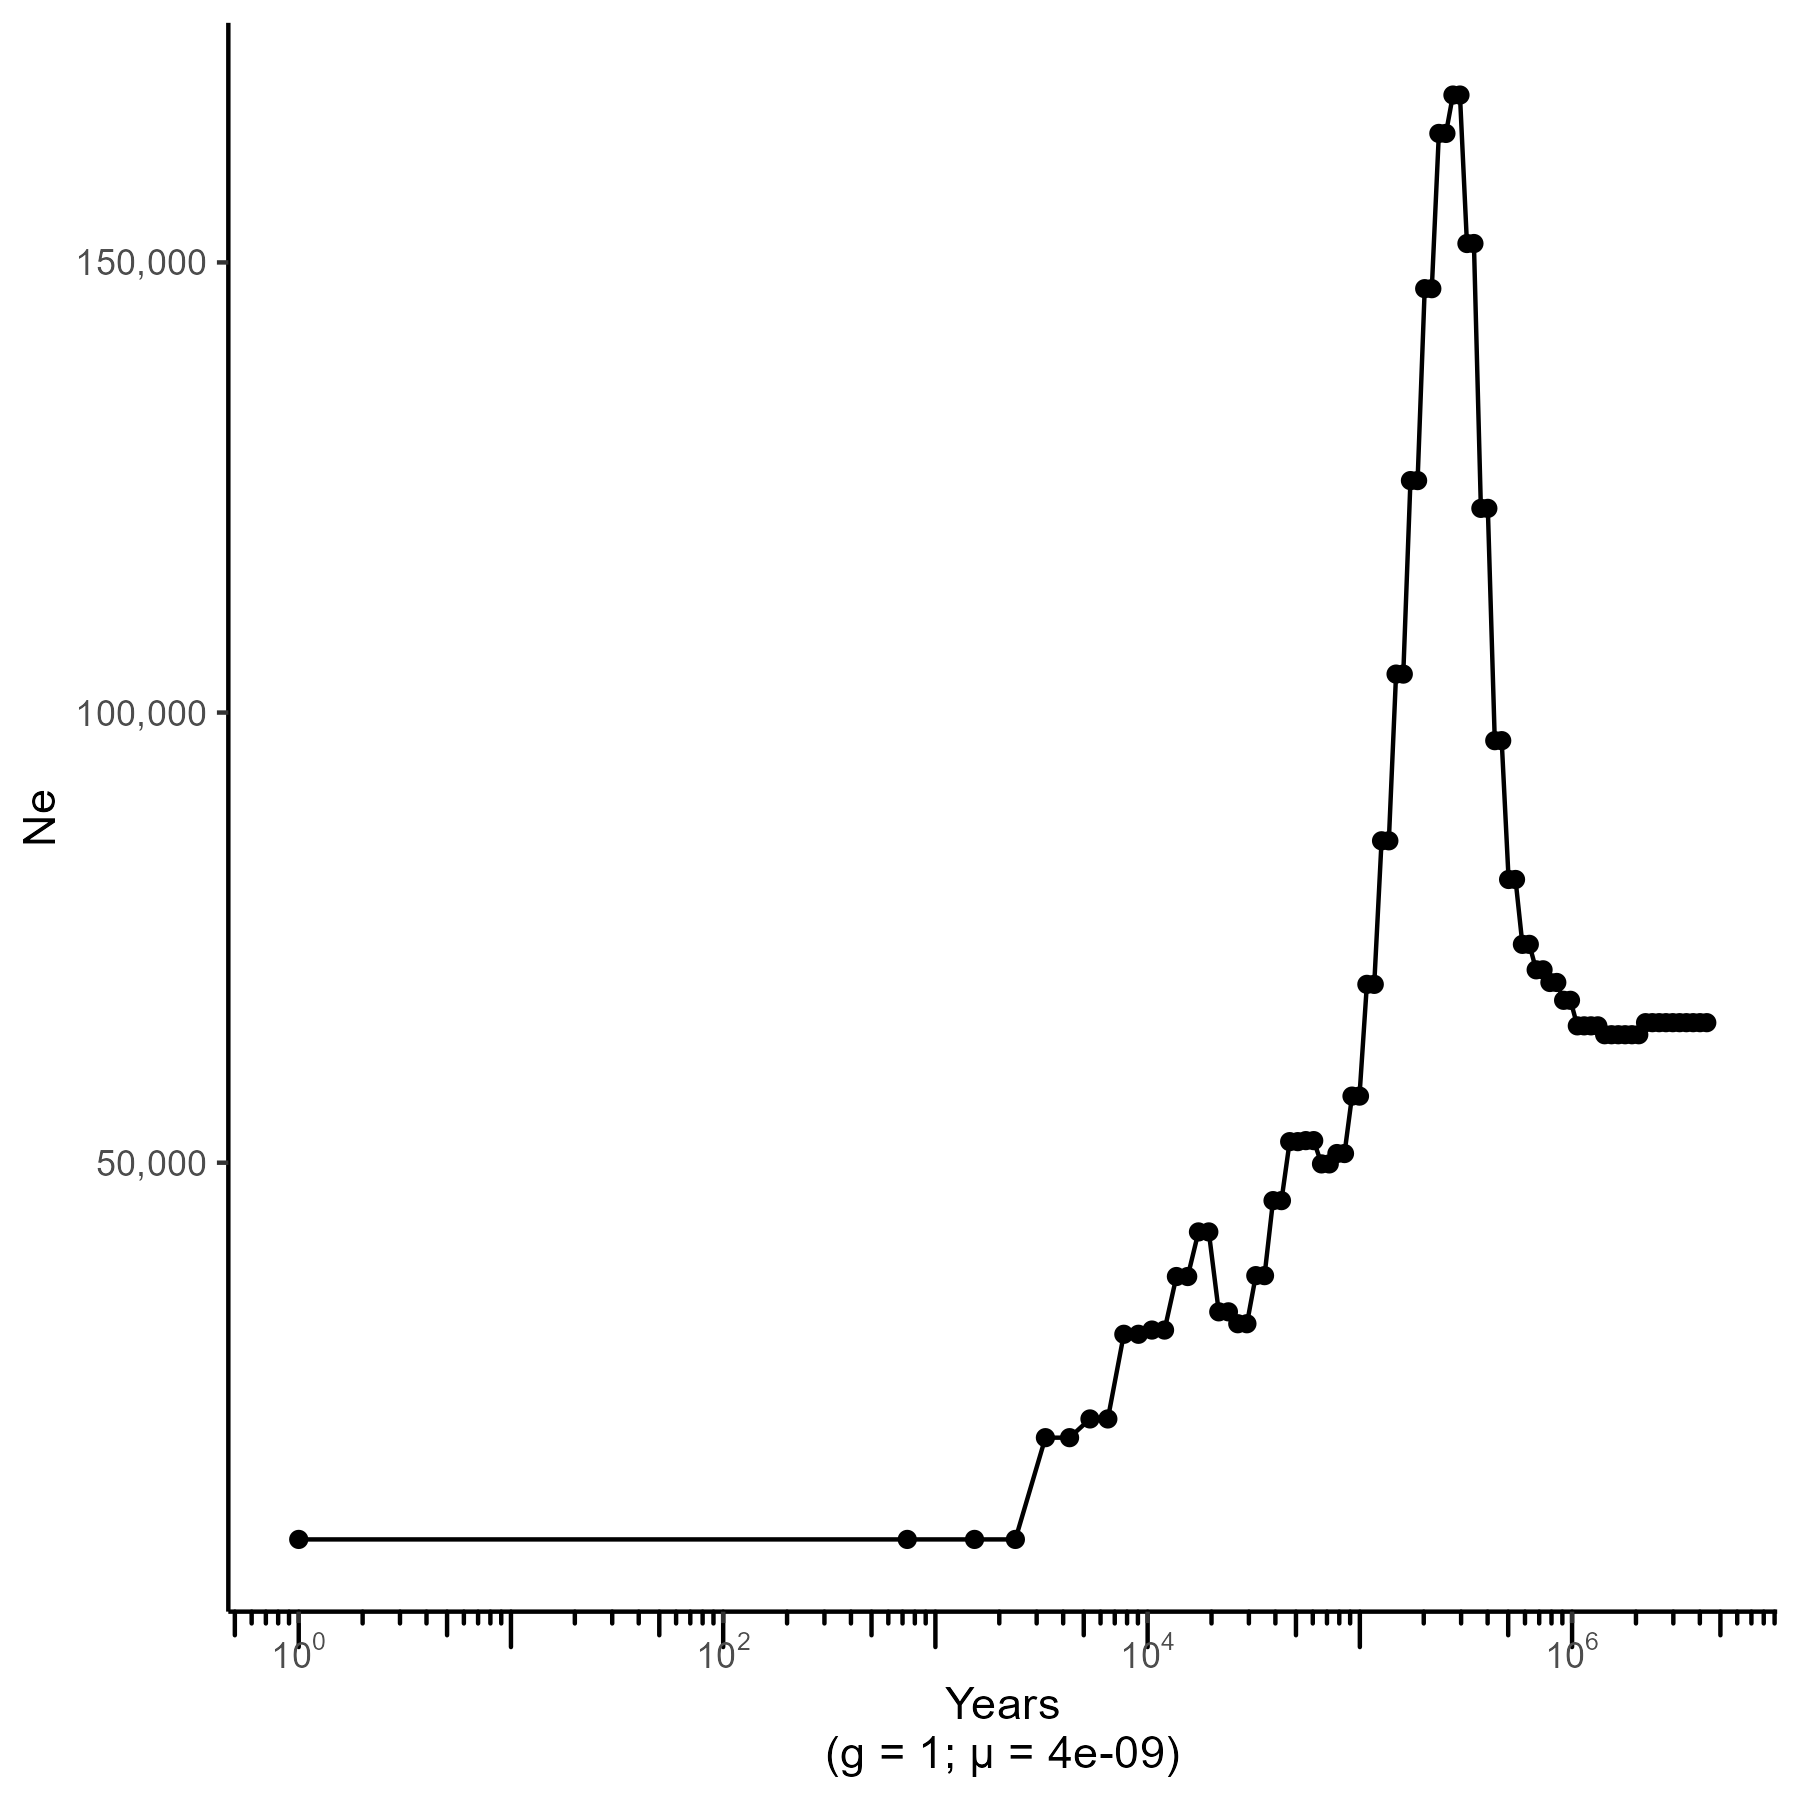 150,000
100,000
50,000
Ne
10⁰ 10² 10⁴ 10⁶
Years
(g = 1; µ = 4e-09)